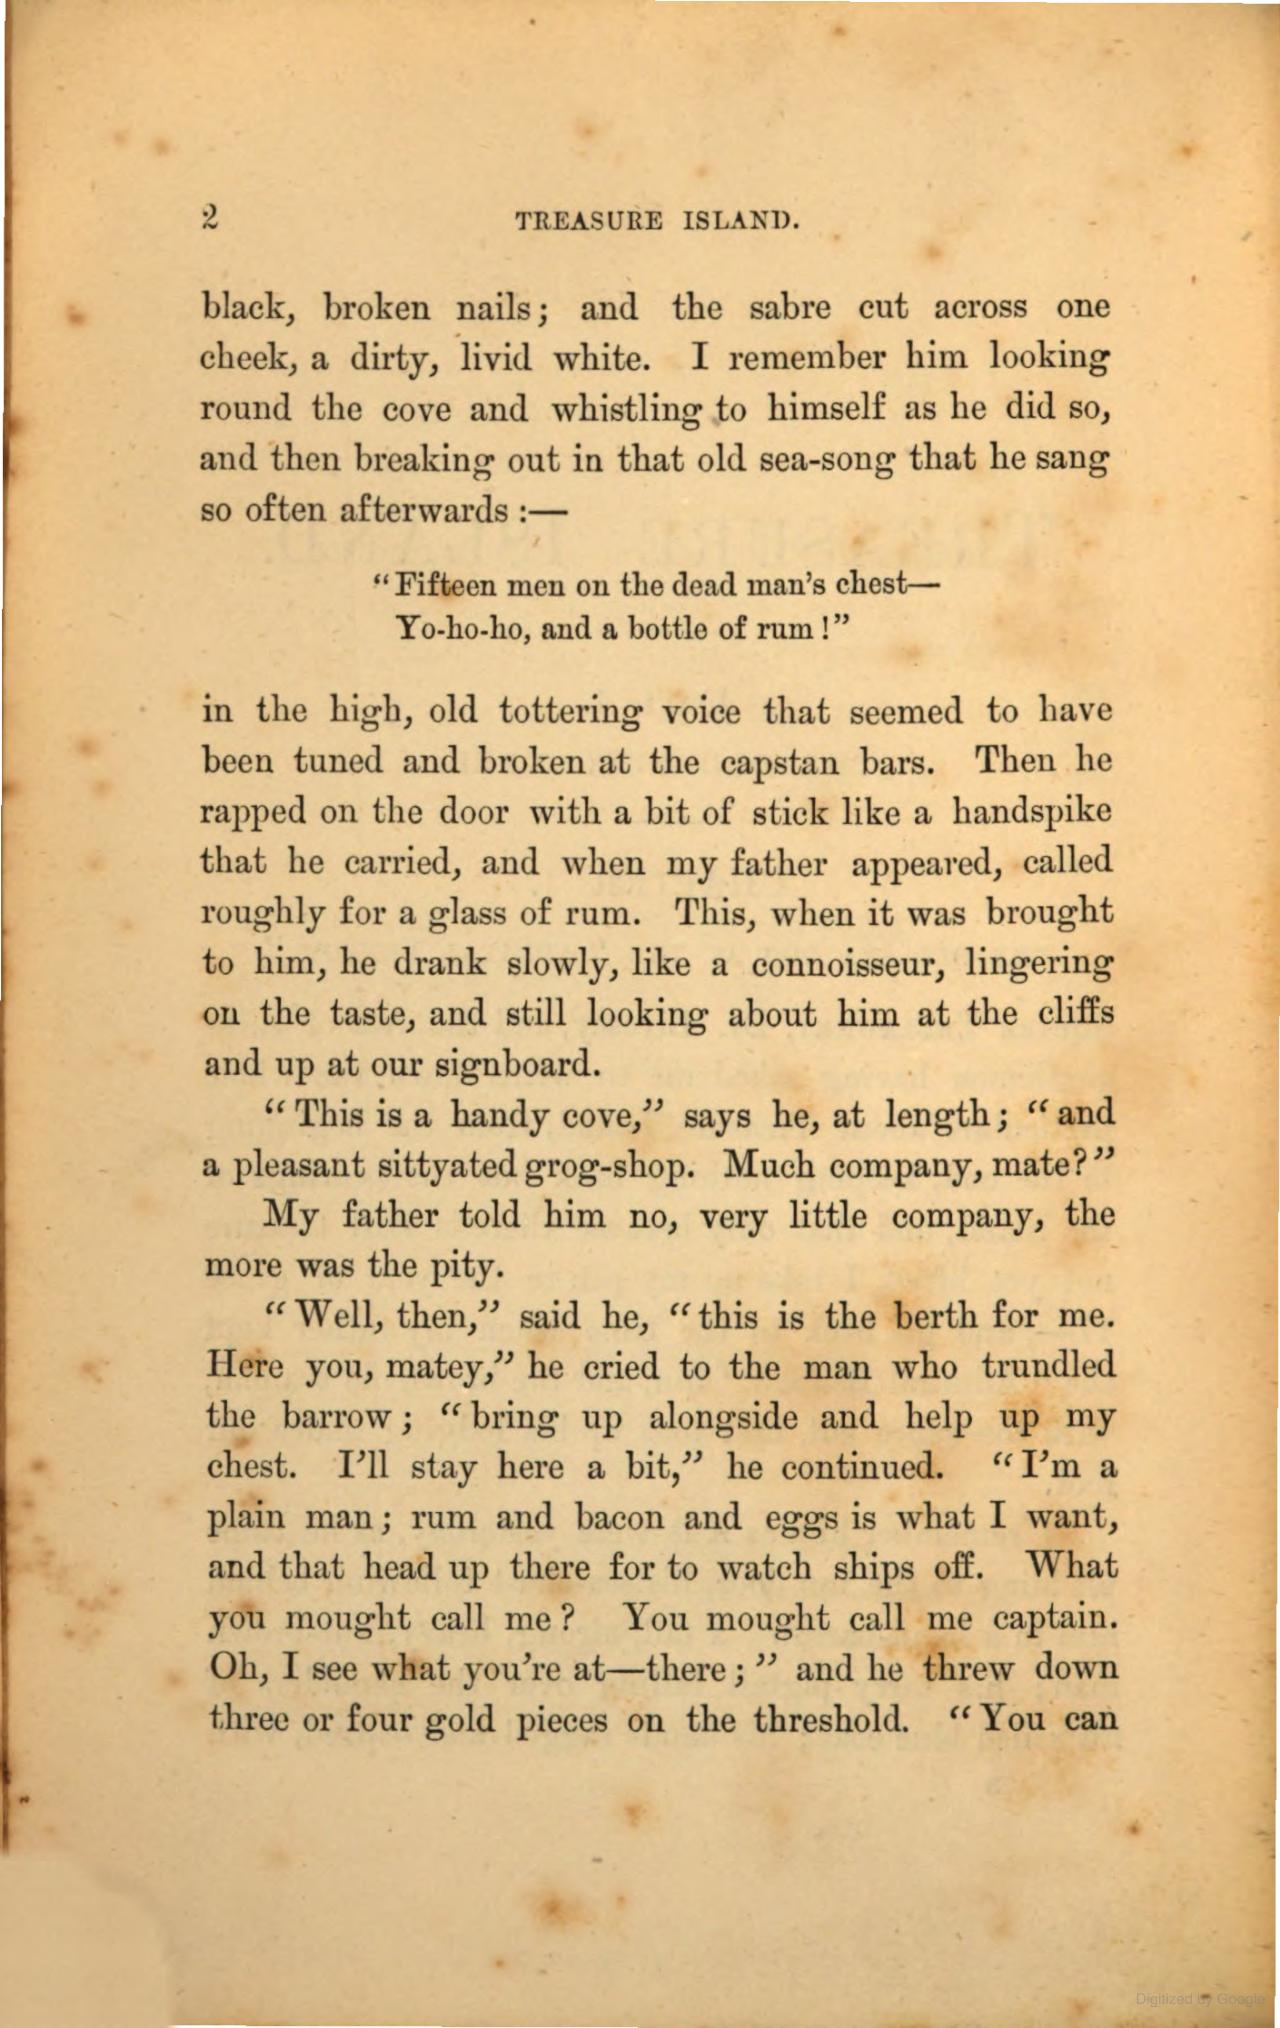 2 TREASURE ISLAND.
black, broken nails; and the sabre cut across one
cheek, a dirty, livid white. I remember him looking
round the cove and whistling to himself as he did so,
and then breaking out in that old sea-song that he sang
so often afterwards :—
“Fifteen men on the dead man’s chest—
Yo-ho-ho, and a bottle of rum!”
in the high, old tottering voice that seemed to have
been tuned and broken at the capstan bars. Then he
rapped on the door with a bit of stick like a handspike
that he carried, and when my father appeared, called
roughly for a glass of rum. This, when it was brought
to him, he drank slowly, like a connoisseur, lingering
on the taste, and still looking about him at the cliffs
and up at our signboard.
“This is a handy cove,” says he, at length; “and
a pleasant sittyated grog-shop. Much company, mate?”
My father told him no, very little company, the
more was the pity.
“Well, then,” said he, “this is the berth for me.
Here you, matey,” he cried to the man who trundled
the barrow; “bring up alongside and help up my
chest. I’ll stay here a bit,” he continued. “I’m a
plain man; rum and bacon and eggs is what I want,
and that head up there for to watch ships off. What
you mought call me? You mought call me captain.
Oh, I see what you’re at—there;” and he threw down
three or four gold pieces on the threshold. “You can
Digitized by Google